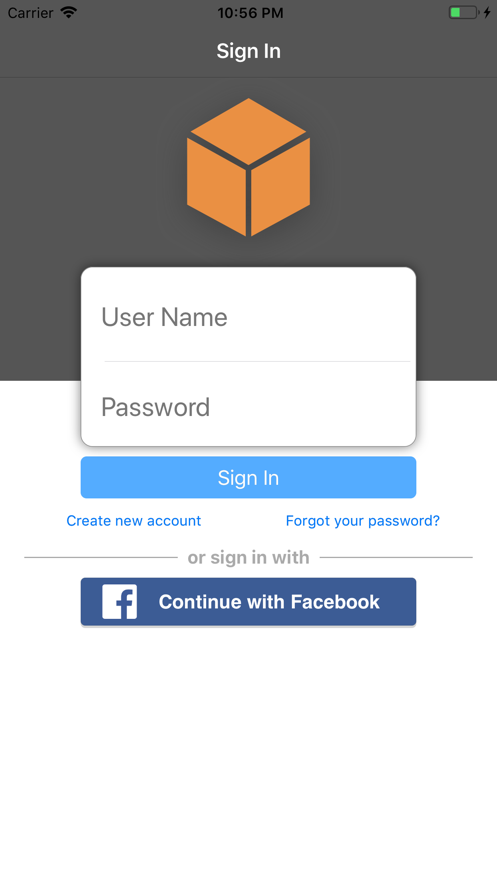 Carrier 10:56 PM
Sign In
User Name
Password
Sign In
Create new account Forgot your password?
or sign in with
Continue with Facebook